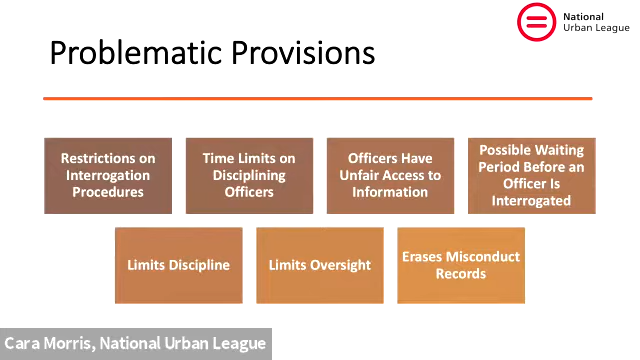 National
Urban League
Problematic Provisions
Restrictions on
Interrogation
Procedures
Time Limits on
Disciplining
Officers
Officers Have
Unfair Access to
Information
Possible Waiting
Period Before an
Officer Is
Interrogated
Limits Discipline
Limits Oversight
Erases Misconduct
Records
Cara Morris, National Urban League